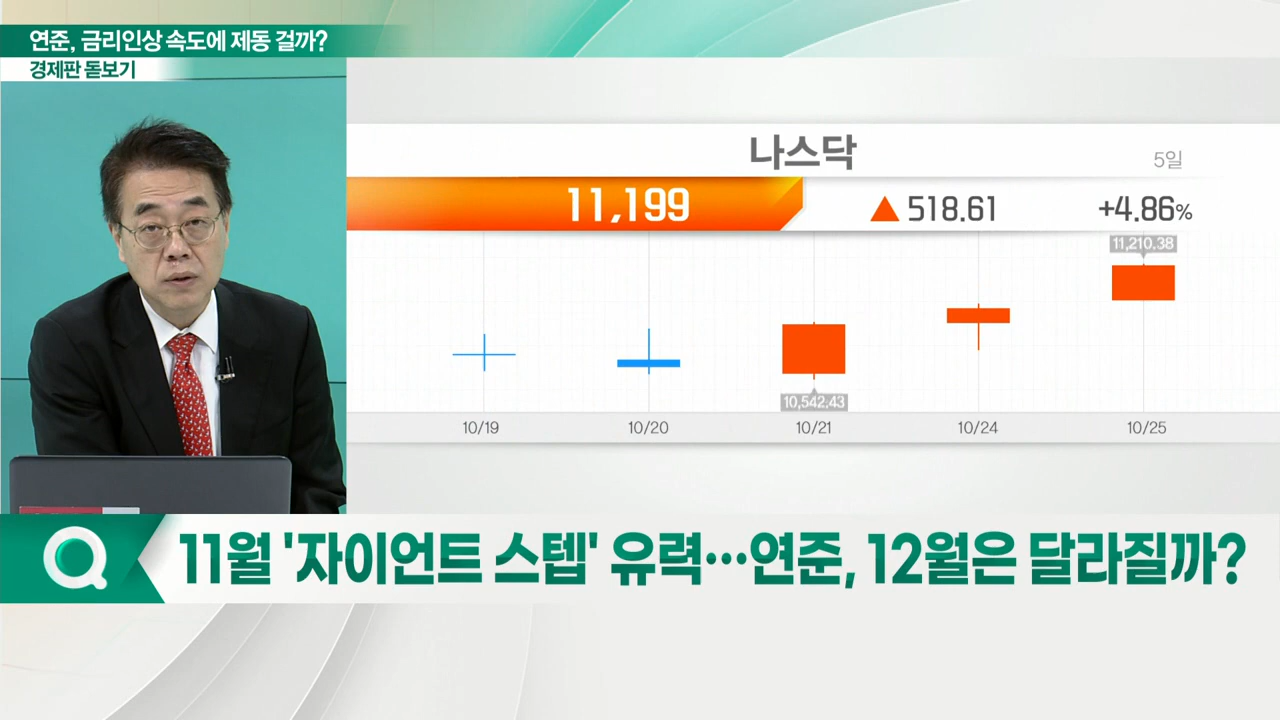 연준, 금리인상 속도에 제동 걸까?
경제판 돋보기
나스닥
5일
11,199 ▲ 518.61 +4.86%
11,210.38
10,542.43
10/19 10/20 10/21 10/24 10/25
Q 11월 '자이언트 스텝' 유력…연준, 12월은 달라질까?